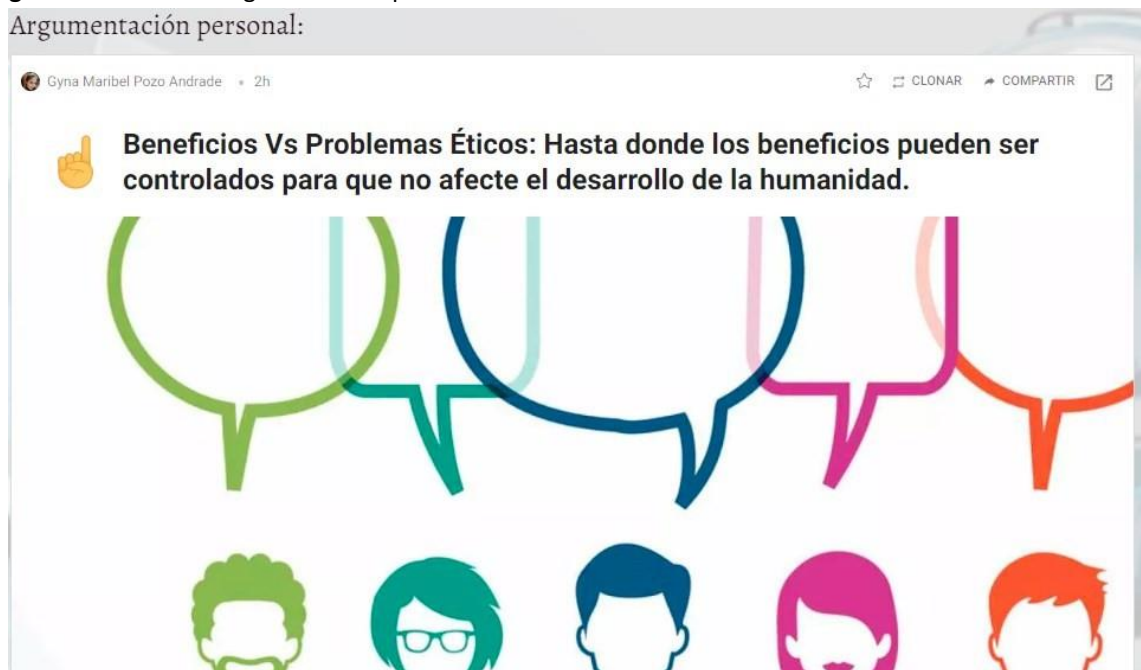 Argumentación personal:
Gyna Maribel Pozo Andrade • 2h
CLONAR COMPARTIR
Beneficios Vs Problemas Éticos: Hasta donde los beneficios pueden ser
controlados para que no afecte el desarrollo de la humanidad.